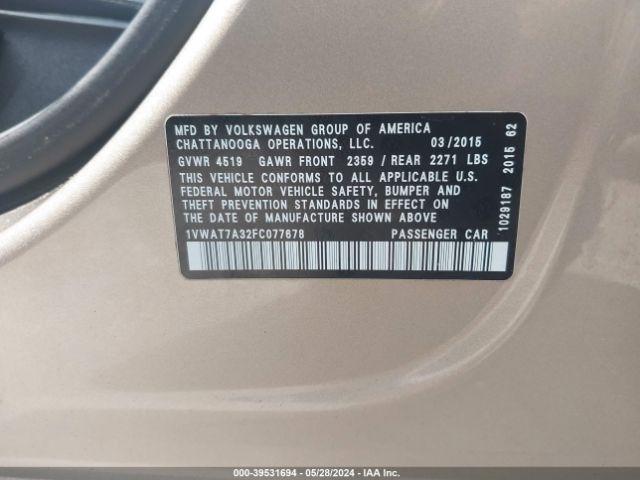 MFD BY VOLKSWAGEN GROUP OF AMERICA
CHATTANOOGA OPERATIONS, LLC. 03/2015
GVWR 4519 GAWR FRONT 2359 / REAR 2271 LBS
THIS VEHICLE CONFORMS TO ALL APPLICABLE U.S.
FEDERAL MOTOR VEHICLE SAFETY, BUMPER AND
THEFT PREVENTION STANDARDS IN EFFECT ON
THE DATE OF MANUFACTURE SHOWN ABOVE
1VWAT7A32FC077678 PASSENGER CAR
1029187 2015 62
000-39531694 - 05/28/2024 - IAA Inc.